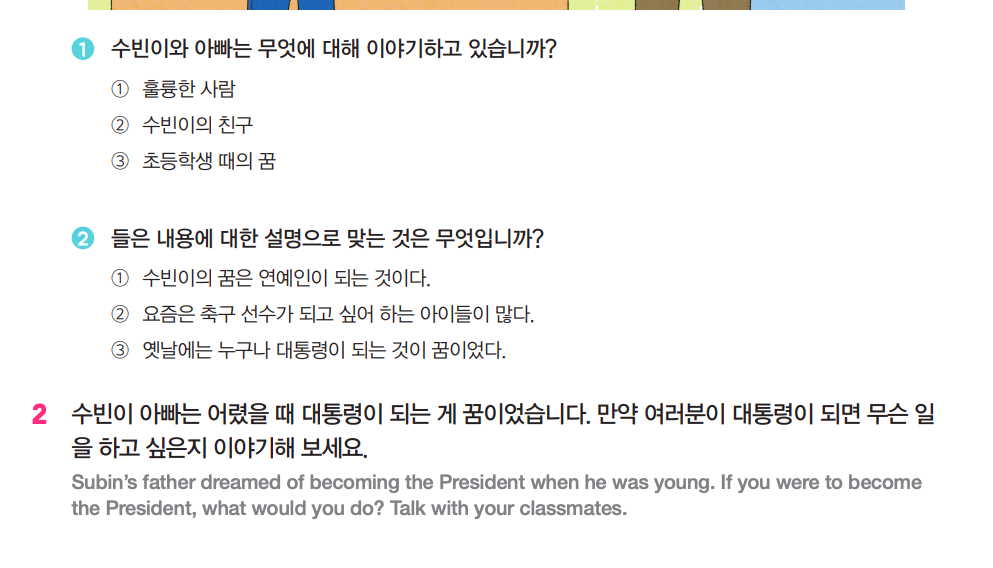 1 수빈이와 아빠는 무엇에 대해 이야기하고 있습니까?
① 훌륭한 사람
② 수빈이의 친구
③ 초등학생 때의 꿈
2 들은 내용에 대한 설명으로 맞는 것은 무엇입니까?
① 수빈이의 꿈은 연예인이 되는 것이다.
② 요즘은 축구 선수가 되고 싶어 하는 아이들이 많다.
③ 옛날에는 누구나 대통령이 되는 것이 꿈이었다.
2 수빈이 아빠는 어렸을 때 대통령이 되는 게 꿈이었습니다. 만약 여러분이 대통령이 되면 무슨 일
을 하고 싶은지 이야기해 보세요.
Subin’s father dreamed of becoming the President when he was young. If you were to become
the President, what would you do? Talk with your classmates.